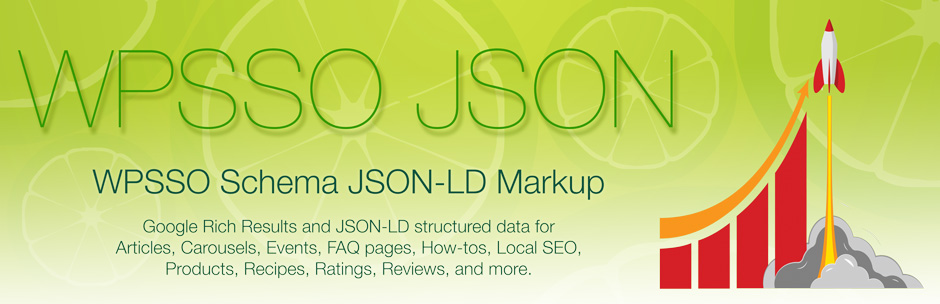 WPSSO JSON
WPSSO Schema JSON-LD Markup
Google Rich Results and JSON-LD structured data for
Articles, Carousels, Events, FAQ pages, How-tos, Local SEO,
Products, Recipes, Ratings, Reviews, and more.